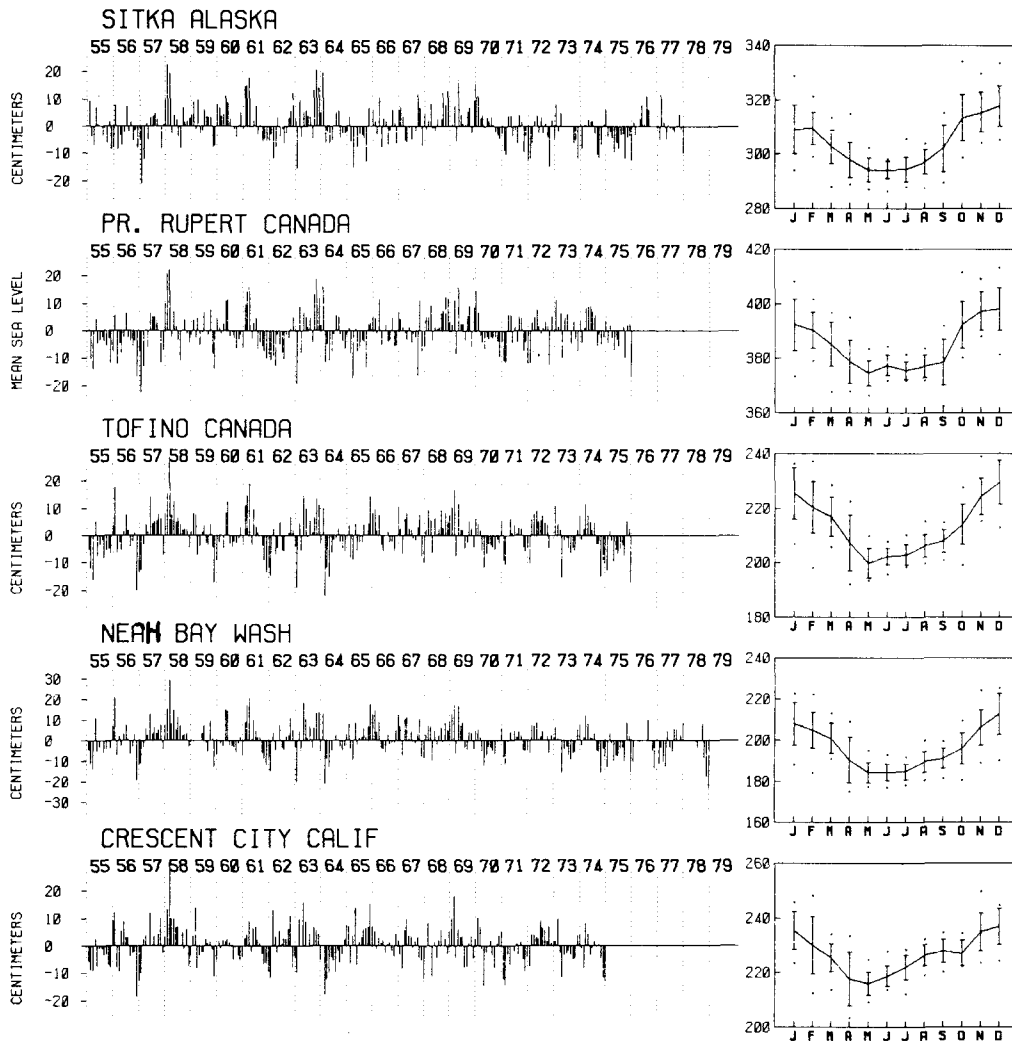 SITKA ALASKA
55 56 57 58 59 60 61 62 63 64 65 66 67 68 69 70 71 72 73 74 75 76 77 78 79
CENTIMETERS
20
0
-10
-20
340
320
300
280
J F M A M J J A S O N D
PR. RUPERT CANADA
55 56 57 58 59 60 61 62 63 64 65 66 67 68 69 70 71 72 73 74 75 76 77 78 79
MEAN SEA LEVEL
20
0
-10
-20
420
400
380
360
J F M A M J J A S O N D
TOFINO CANADA
55 56 57 58 59 60 61 62 63 64 65 66 67 68 69 70 71 72 73 74 75 76 77 78 79
CENTIMETERS
20
10
0
-10
-20
240
220
200
180
J F M A M J J A S O N D
NEAH BAY WASH
55 56 57 58 59 60 61 62 63 64 65 66 67 68 69 70 71 72 73 74 75 76 77 78 79
CENTIMETERS
30
20
10
0
-10
-20
-30
240
220
200
180
160
J F M A M J J A S O N D
CRESCENT CITY CALIF
55 56 57 58 59 60 61 62 63 64 65 66 67 68 69 70 71 72 73 74 75 76 77 78 79
CENTIMETERS
20
10
0
-10
-20
260
240
220
200
J F M A M J J A S O N D